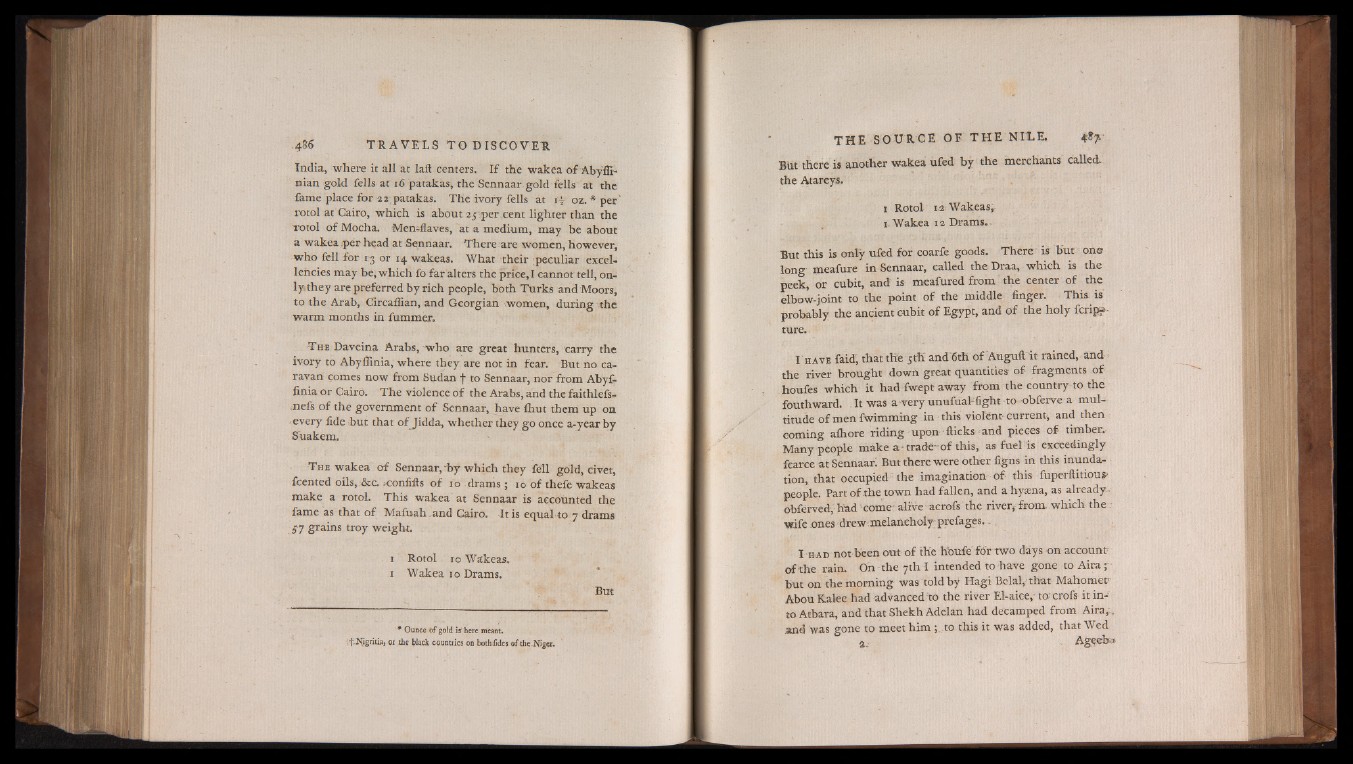 486 TRAVELS TO DISCOVER
India, where it all at laſt centers. If the wakea of Abyſſi-
nian gold ſells at 16 patakas, the Sennaar gold ſells at the
ſame place for 22 patakas. The ivory ſells at 1½ oz. * per
rotol at Cairo, which is about 25 per cent lighter than the
rotol of Mocha. Men-ſlaves, at a medium, may be about
a wakea per head at Sennaar. There are women, however,
who ſell for 13 or 14 wakeas. What their peculiar excel-
lencies may be, which ſo far alters the price, I cannot tell, on-
ly they are preferred by rich people, both Turks and Moors,
to the Arab, Circaſſian, and Georgian women, during the
warm months in ſummer.
THE Daveina Arabs, who are great hunters, carry the
ivory to Abyſſinia, where they are not in fear. But no ca-
ravan comes now from Sudan † to Sennaar, nor from Abyſ-
ſinia or Cairo. The violence of the Arabs, and the faithleſs-
neſs of the government of Sennaar, have ſhut them up on
every ſide but that of Jidda, whether they go once a-year by
Suakem.
THE wakea of Sennaar, by which they ſell gold, civet,
ſcented oils, &c. conſiſts of 10 drams; 10 of theſe wakeas
make a rotol. This wakea at Sennaar is accounted the
ſame as that of Maſuah and Cairo. It is equal to 7 drams
57 grains troy weight.
1 Rotol 10 Wakeas.
1 Wakea 10 Drams.
But
* Ounce of gold is here meant.
† Nigritia, or the black countries on both ſides of the Niger.
THE SOURCE OF THE NILE. 487
But there is another wakea uſed by the merchants called
the Atareys.
1 Rotol 12 Wakeas,
1 Wakea 12 Drams.
But this is only uſed for coarſe goods. There is but one
long meaſure in Sennaar, called the Draa, which is the
peek, or cubit, and is meaſured from the center of the
elbow-joint to the point of the middle finger. This is
probably the ancient cubit of Egypt, and of the holy ſcrip-
ture.
I HAVE ſaid, that the 5th and 6th of Auguſt it rained, and
the river brought down great quantities of fragments of
houſes which it had ſwept away from the country to the
ſouthward. It was a very unuſual ſight to obſerve a mul-
titude of men ſwimming in this violent current, and then
coming aſhore riding upon ſticks and pieces of timber.
Many people make a trade of this, as fuel is exceedingly
ſcarce at Sennaar. But there were other ſigns in this inunda-
tion, that occupied the imagination of this ſuperſtitious
people. Part of the town had fallen, and a hyæna, as already
obſerved, had come alive acroſs the river, from which the
wiſe ones drew melancholy preſages.
I HAD not been out of the houſe for two days on account
of the rain. On the 7th I intended to have gone to Aira;
but on the morning was told by Hagi Belal, that Mahomet
Abou Kalec had advanced to the river El-aice, to croſs it in-
to Atbara, and that Shekh Adelan had decamped from Aira,
and was gone to meet him; to this it was added, that Wed
2 Ageeb